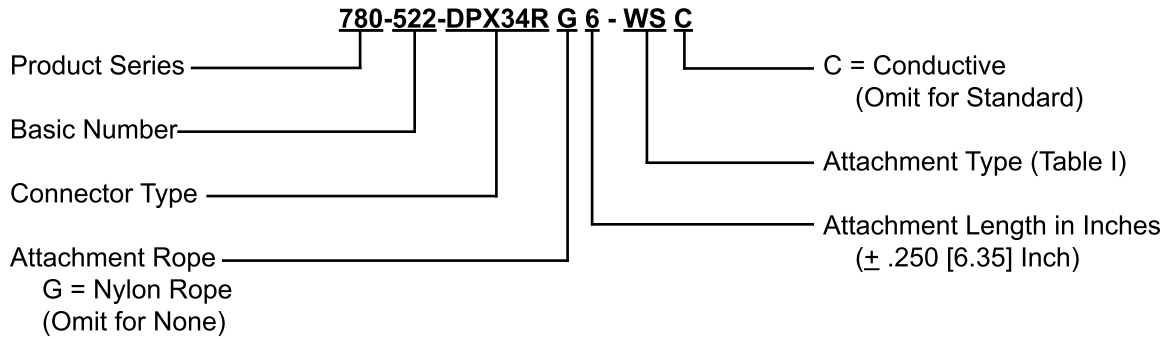 780-522-DPX34R G 6 - WS C
Product Series
Basic Number
Connector Type
Attachment Rope
G = Nylon Rope
(Omit for None)
C = Conductive
(Omit for Standard)
Attachment Type (Table I)
Attachment Length in Inches
(± .250 [6.35] Inch)